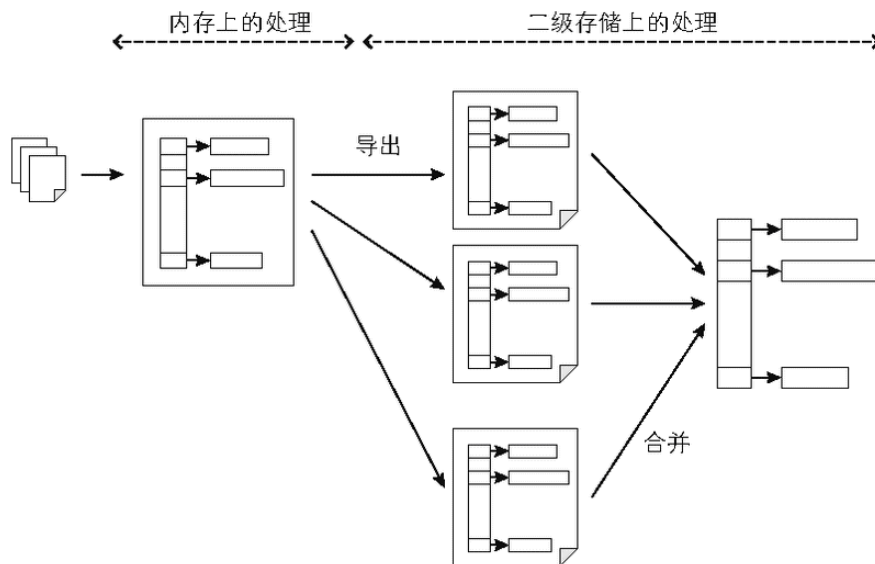 内存上的处理
二级存储上的处理
导出
合并